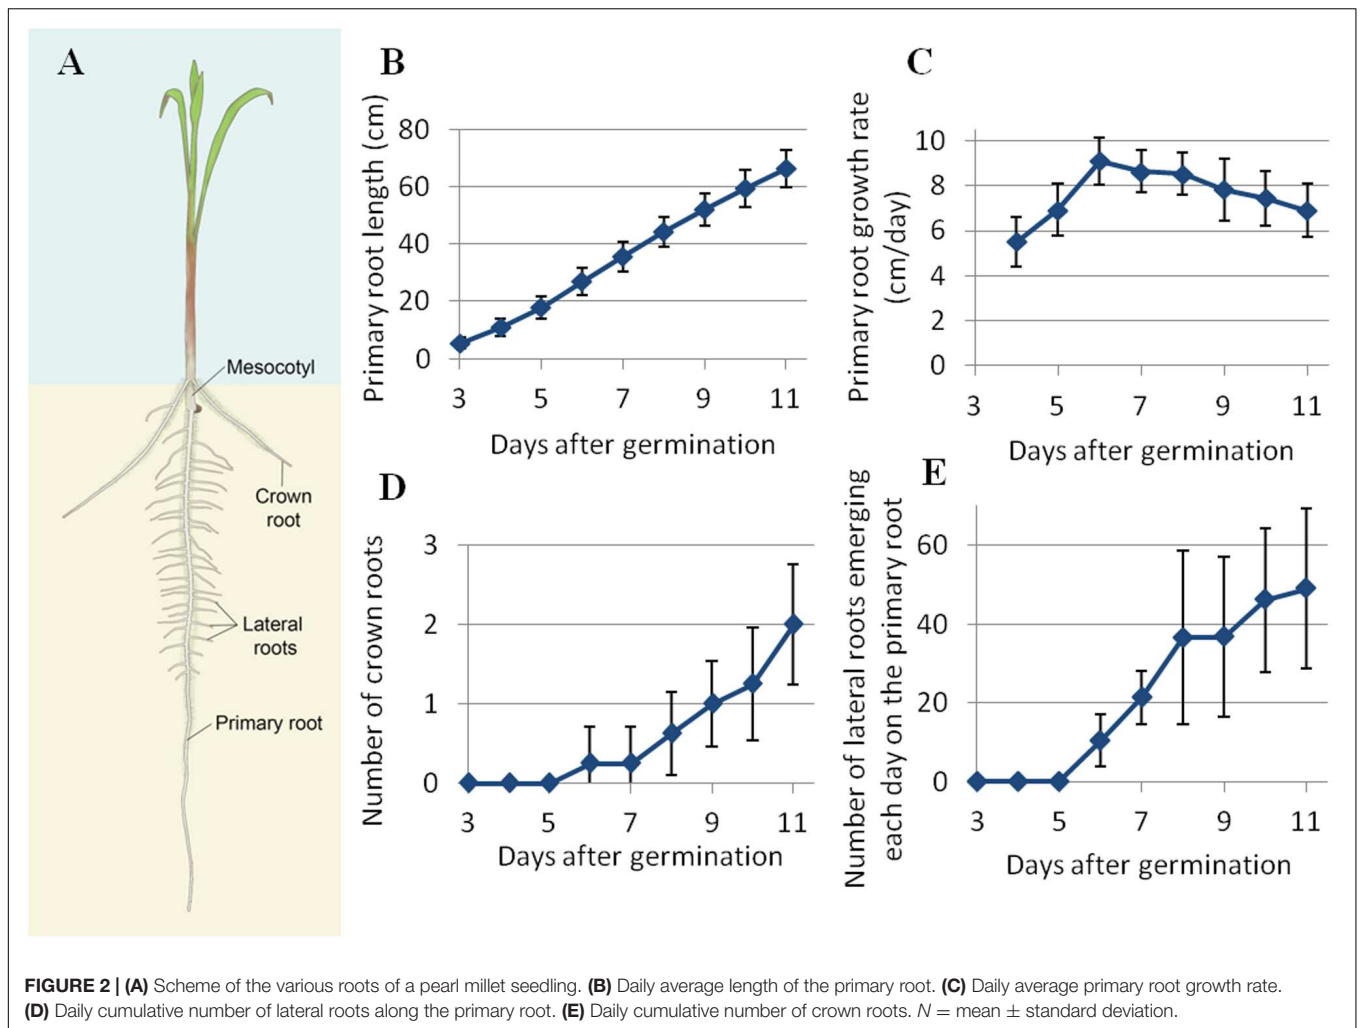 A
Mesocotyl
Crown
root
Lateral
roots
Primary root
B
Primary root length (cm)
80
60
40
20
0
3 5 7 9 11
Days after germination
C
Primary root growth rate
(cm/day)
10
8
6
4
2
0
3 5 7 9 11
Days after germination
D
Number of crown roots
3
2
1
0
3 5 7 9 11
Days after germination
E
Number of lateral roots emerging
each day on the primary root
60
40
20
0
3 5 7 9 11
Days after germination
FIGURE 2 | (A) Scheme of the various roots of a pearl millet seedling. (B) Daily average length of the primary root. (C) Daily average primary root growth rate.
(D) Daily cumulative number of lateral roots along the primary root. (E) Daily cumulative number of crown roots. N = mean ± standard deviation.